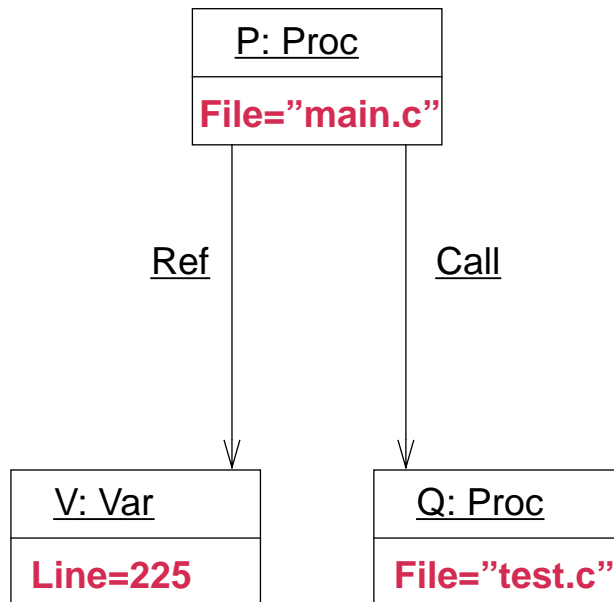 P: Proc
File=”main.c”
Ref
Call
V: Var
Line=225
Q: Proc
File=”test.c”